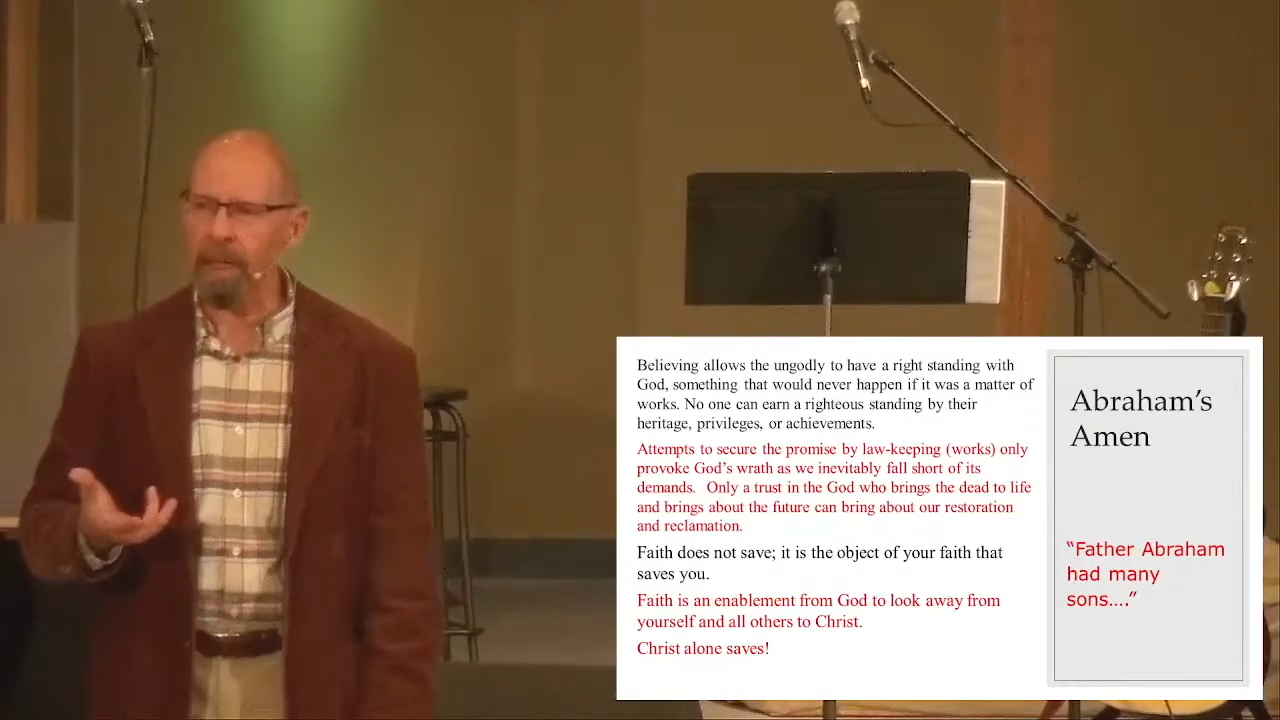 Believing allows the ungodly to have a right standing with
God, something that would never happen if it was a matter of
works. No one can earn a righteous standing by their
heritage, privileges, or achievements.
Attempts to secure the promise by law-keeping (works) only
provoke God’s wrath as we inevitably fall short of its
demands.  Only a trust in the God who brings the dead to life
and brings about the future can bring about our restoration
and reclamation.
Faith does not save; it is the object of your faith that
saves you.
Faith is an enablement from God to look away from
yourself and all others to Christ.
Christ alone saves!
Abraham’s
Amen
“Father Abraham
had many
sons….”